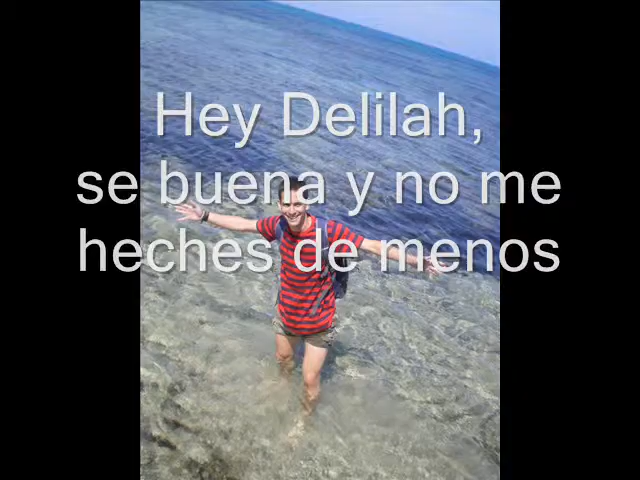 Hey Delilah,
se buena y no me
heches de menos